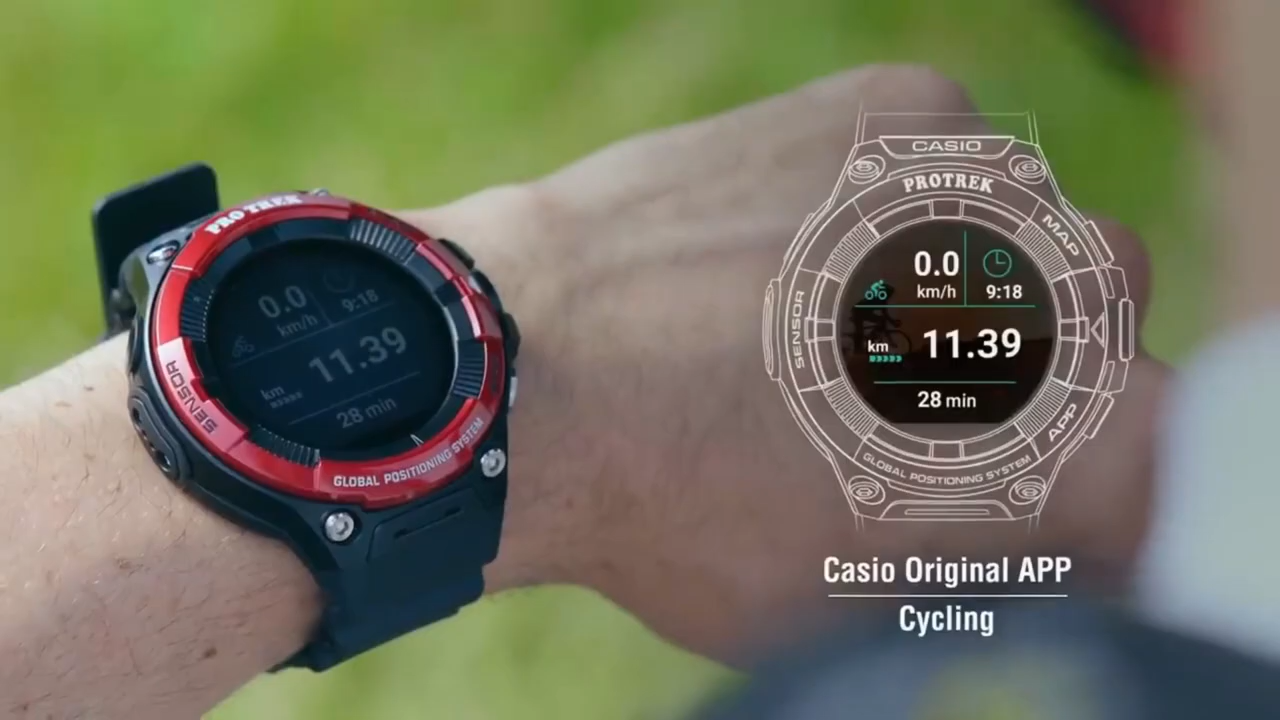 PRO TREK
0.0
km/h
9:18
11.39
km
28 min
SENSOR
GLOBAL POSITIONING SYSTEM
CASIO
PROTREK
MAP
0.0
km/h
9:18
SENSOR
km
11.39
28 min
APP
GLOBAL POSITIONING SYSTEM
Casio Original APP
Cycling